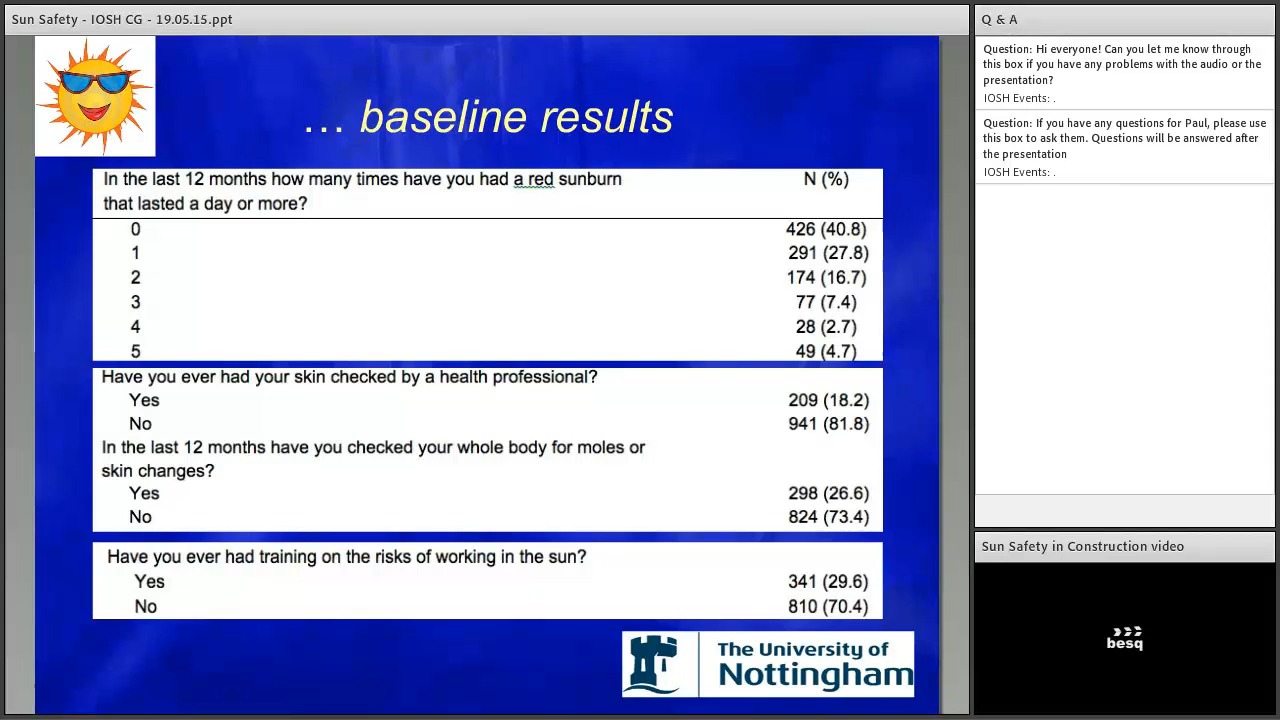 Sun Safety - IOSH CG - 19.05.15.ppt
... baseline results
In the last 12 months how many times have you had a red sunburn N (%)
that lasted a day or more?
0 426 (40.8)
1 291 (27.8)
2 174 (16.7)
3 77 (7.4)
4 28 (2.7)
5 49 (4.7)
Have you ever had your skin checked by a health professional?
Yes 209 (18.2)
No 941 (81.8)
In the last 12 months have you checked your whole body for moles or
skin changes?
Yes 298 (26.6)
No 824 (73.4)
Have you ever had training on the risks of working in the sun?
Yes 341 (29.6)
No 810 (70.4)
The University of
Nottingham
Q & A
Question: Hi everyone! Can you let me know through
this box if you have any problems with the audio or the
presentation?
IOSH Events: .
Question: If you have any questions for Paul, please use
this box to ask them. Questions will be answered after
the presentation
IOSH Events: .
Sun Safety in Construction video
besq